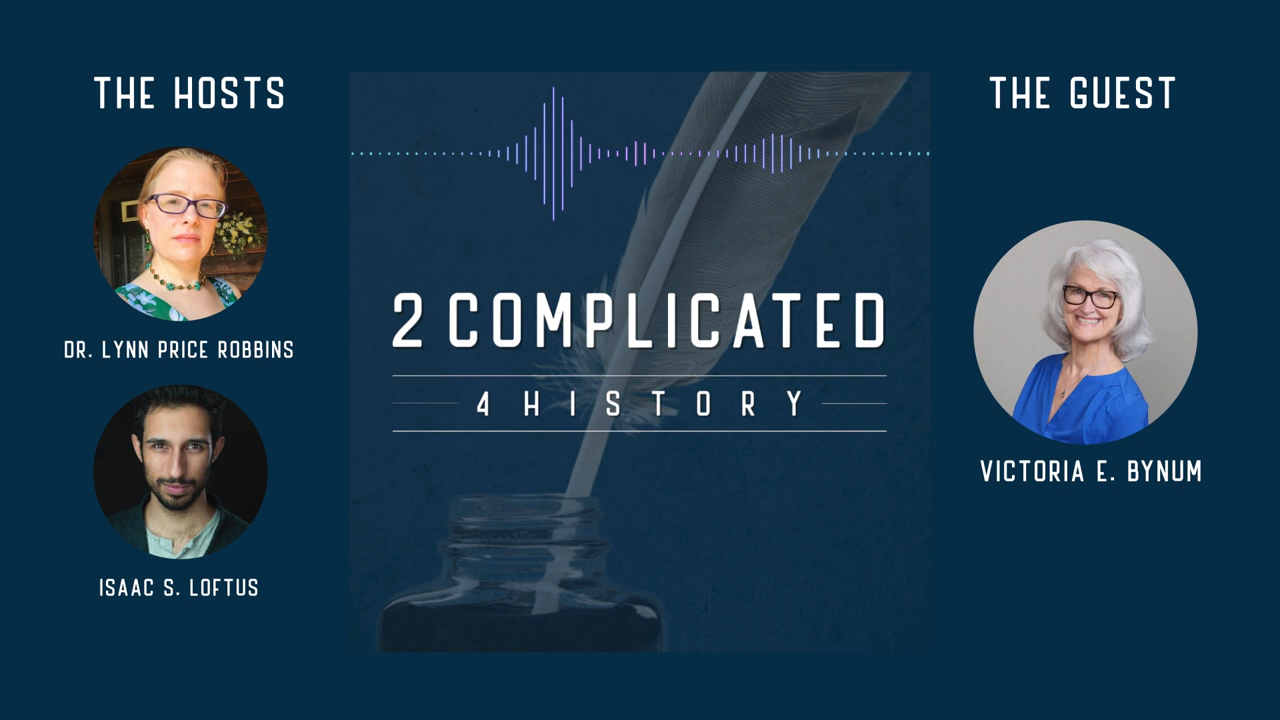 THE HOSTS
DR. LYNN PRICE ROBBINS
ISAAC S. LOFTUS
2 COMPLICATED
4 HISTORY
THE GUEST
VICTORIA E. BYNUM